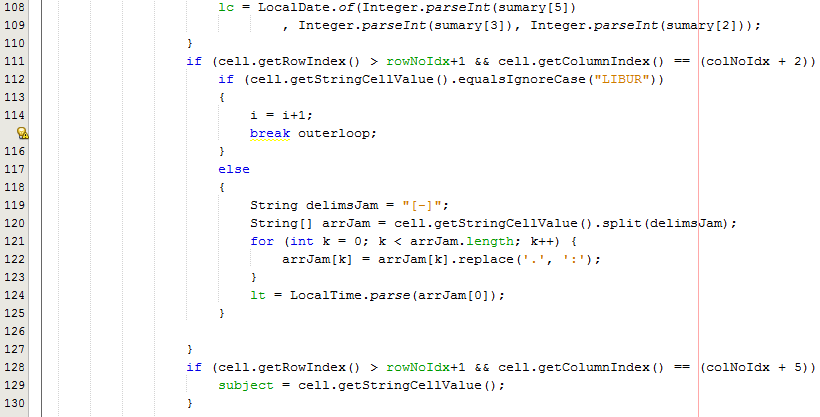 108 lc = LocalDate.of(Integer.parseInt(sumary[5])
109 , Integer.parseInt(sumary[3]), Integer.parseInt(sumary[2]));
110 }
111 if (cell.getRowIndex() > rowNoIdx+1 && cell.getColumnIndex() == (colNoIdx + 2))
112 if (cell.getStringCellValue().equalsIgnoreCase("LIBUR"))
113 {
114 i = i+1;
break outerloop;
116 }
117 else
118 {
119 String delimsJam = "[-]";
120 String[] arrJam = cell.getStringCellValue().split(delimsJam);
121 for (int k = 0; k < arrJam.length; k++) {
122 arrJam[k] = arrJam[k].replace('.', ':');
123 }
124 lt = LocalTime.parse(arrJam[0]);
125 }
126
127 }
128 if (cell.getRowIndex() > rowNoIdx+1 && cell.getColumnIndex() == (colNoIdx + 5))
129 subject = cell.getStringCellValue();
130 }